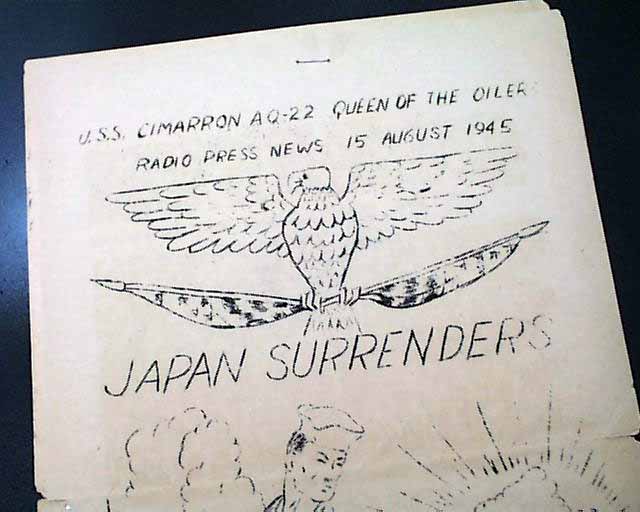 U.S.S. CIMARRON AO-22 QUEEN OF THE OILERS
RADIO PRESS NEWS 15 AUGUST 1945
JAPAN SURRENDERS